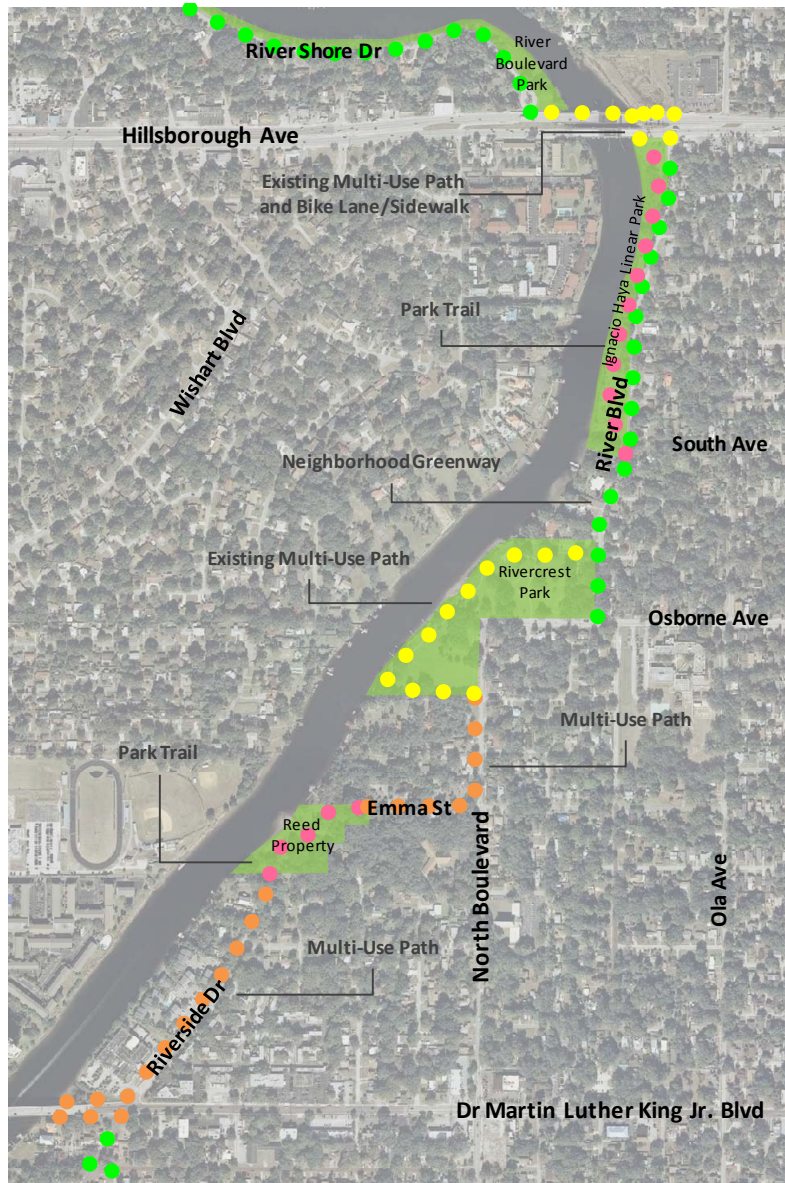 River Shore Dr
River
Boulevard
Park
Hillsborough Ave
Existing Multi-Use Path
and Bike Lane/Sidewalk
Ignacio Haya Linear Park
Park Trail
Wishart Blvd
River Blvd
South Ave
Neighborhood Greenway
Existing Multi-Use Path
Rivercrest
Park
Osborne Ave
Multi-Use Path
Park Trail
Emma St
Reed
Property
North Boulevard
Ola Ave
Multi-Use Path
Riverside Dr
Dr Martin Luther King Jr. Blvd